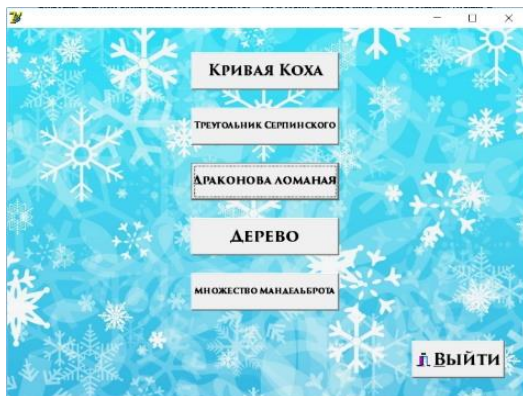 Кривая Коха
Треугольник Серпинского
Драконова ломаная
Дерево
множество мандельброта
Выйти